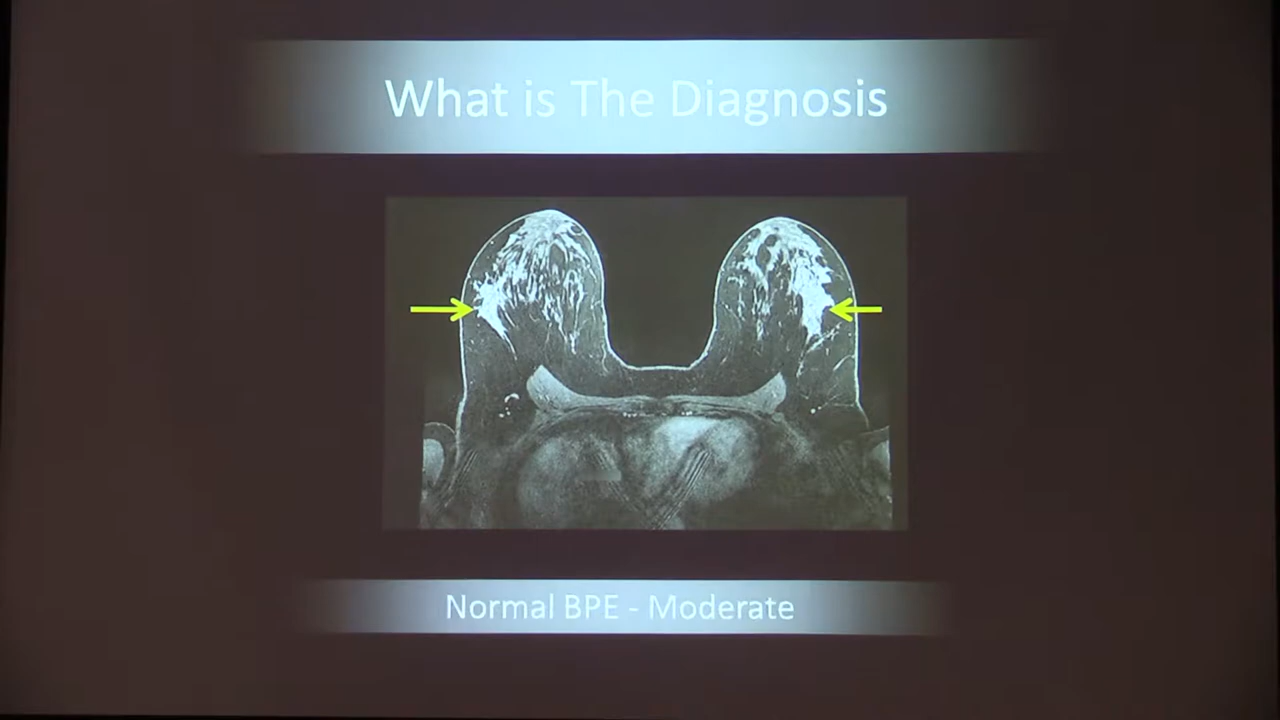 What is The Diagnosis
Normal BPE - Moderate